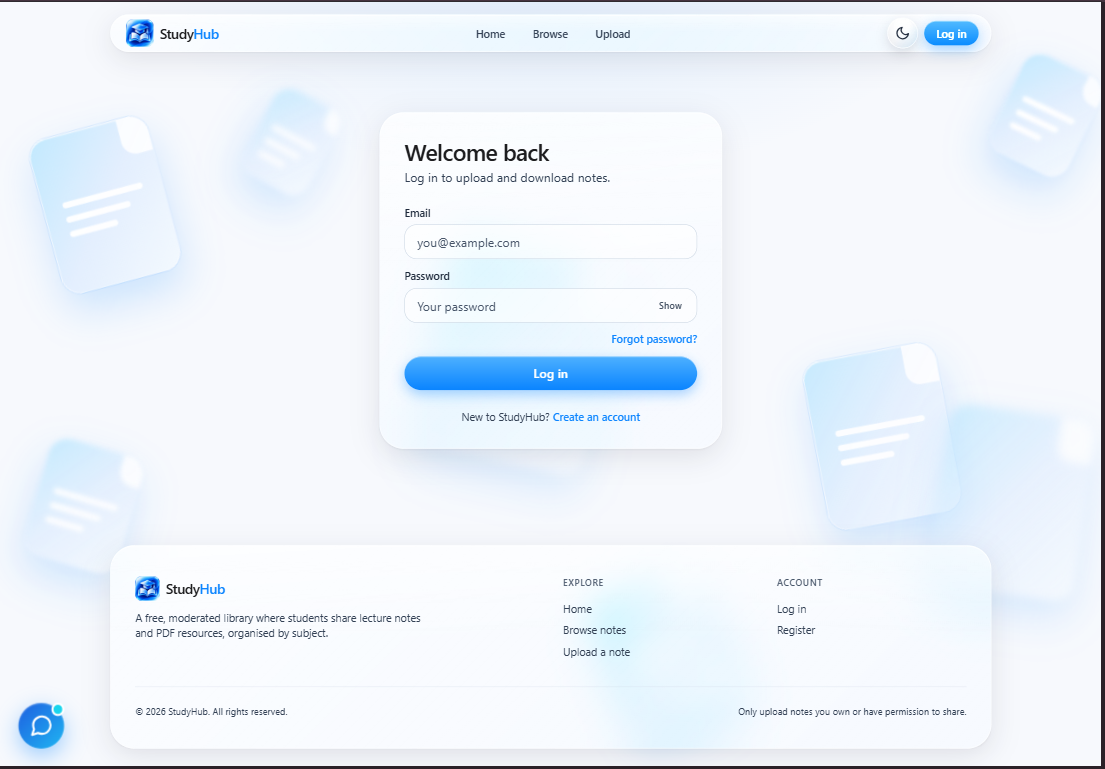 StudyHub
Home
Browse
Upload
Log in
Welcome back
Log in to upload and download notes.
Email
you@example.com
Password
Your password
Show
Forgot password?
Log in
New to StudyHub? Create an account
StudyHub
A free, moderated library where students share lecture notes
and PDF resources, organised by subject.
EXPLORE
Home
Browse notes
Upload a note
ACCOUNT
Log in
Register
© 2026 StudyHub. All rights reserved.
Only upload notes you own or have permission to share.